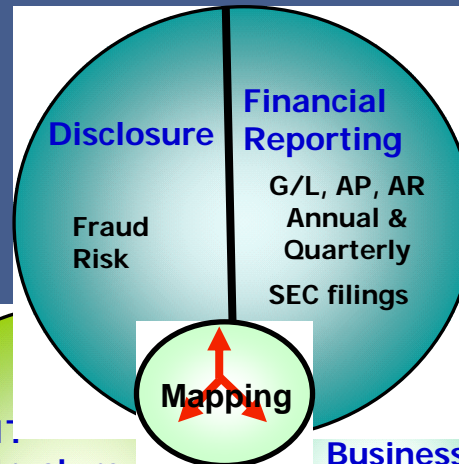 Disclosure
Fraud
Risk
Financial
Reporting
G/L, AP, AR
Annual &
Quarterly
SEC filings
Mapping
Business